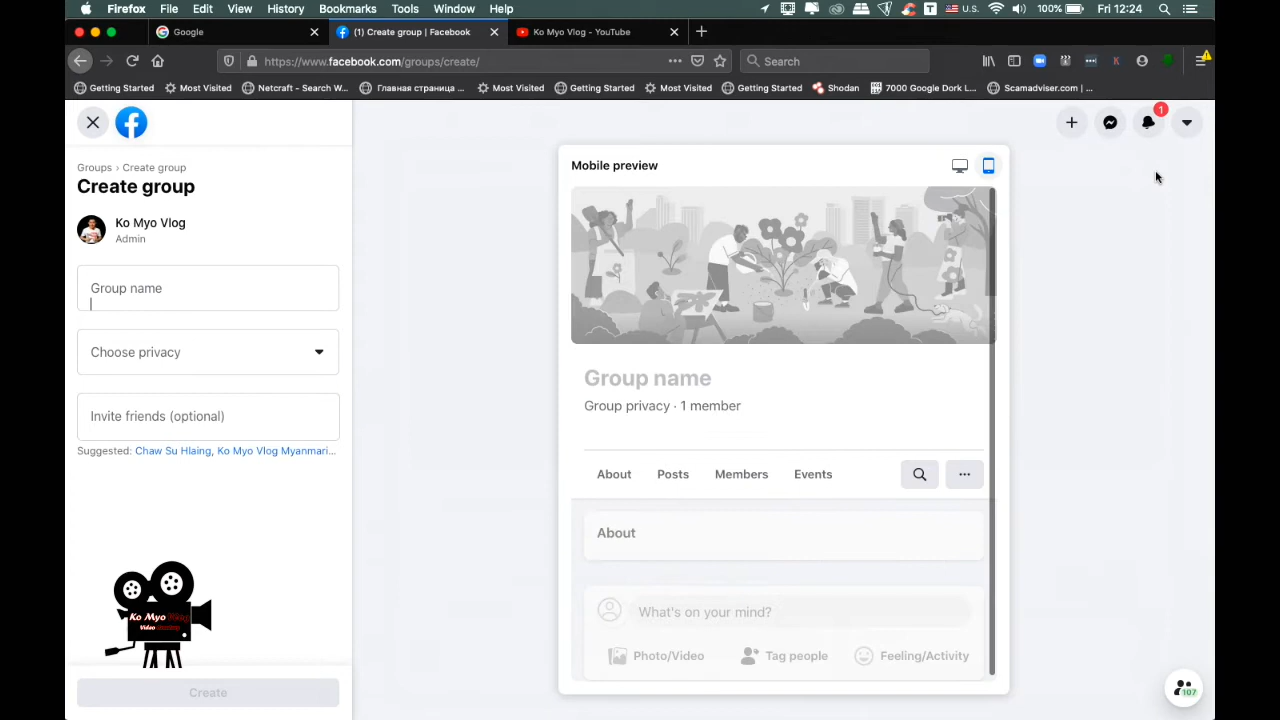 Firefox File Edit View History Bookmarks Tools Window Help
U.S. 100% Fri 12:24
Google
(1) Create group | Facebook
Ko Myo Vlog - YouTube
https://www.facebook.com/groups/create/
Search
Getting Started
Most Visited
Netcraft - Search W...
Главная страница ...
Most Visited
Getting Started
Most Visited
Getting Started
Shodan
7000 Google Dork L...
Scamadviser.com | ...
1
Groups › Create group
Create group
Ko Myo Vlog
Admin
Group name
Choose privacy
Invite friends (optional)
Suggested: Chaw Su Hlaing, Ko Myo Vlog Myanmari...
Ko Myo Vlog
Create
Mobile preview
Group name
Group privacy · 1 member
About Posts Members Events
About
What's on your mind?
Photo/Video
Tag people
Feeling/Activity
107